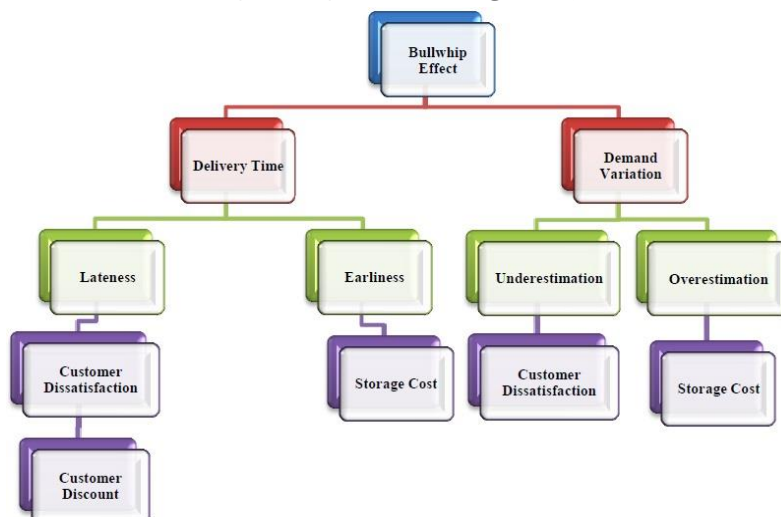 Bullwhip
Effect
Delivery Time
Demand
Variation
Lateness
Earliness
Underestimation
Overestimation
Customer
Dissatisfaction
Storage Cost
Customer
Dissatisfaction
Storage Cost
Customer
Discount